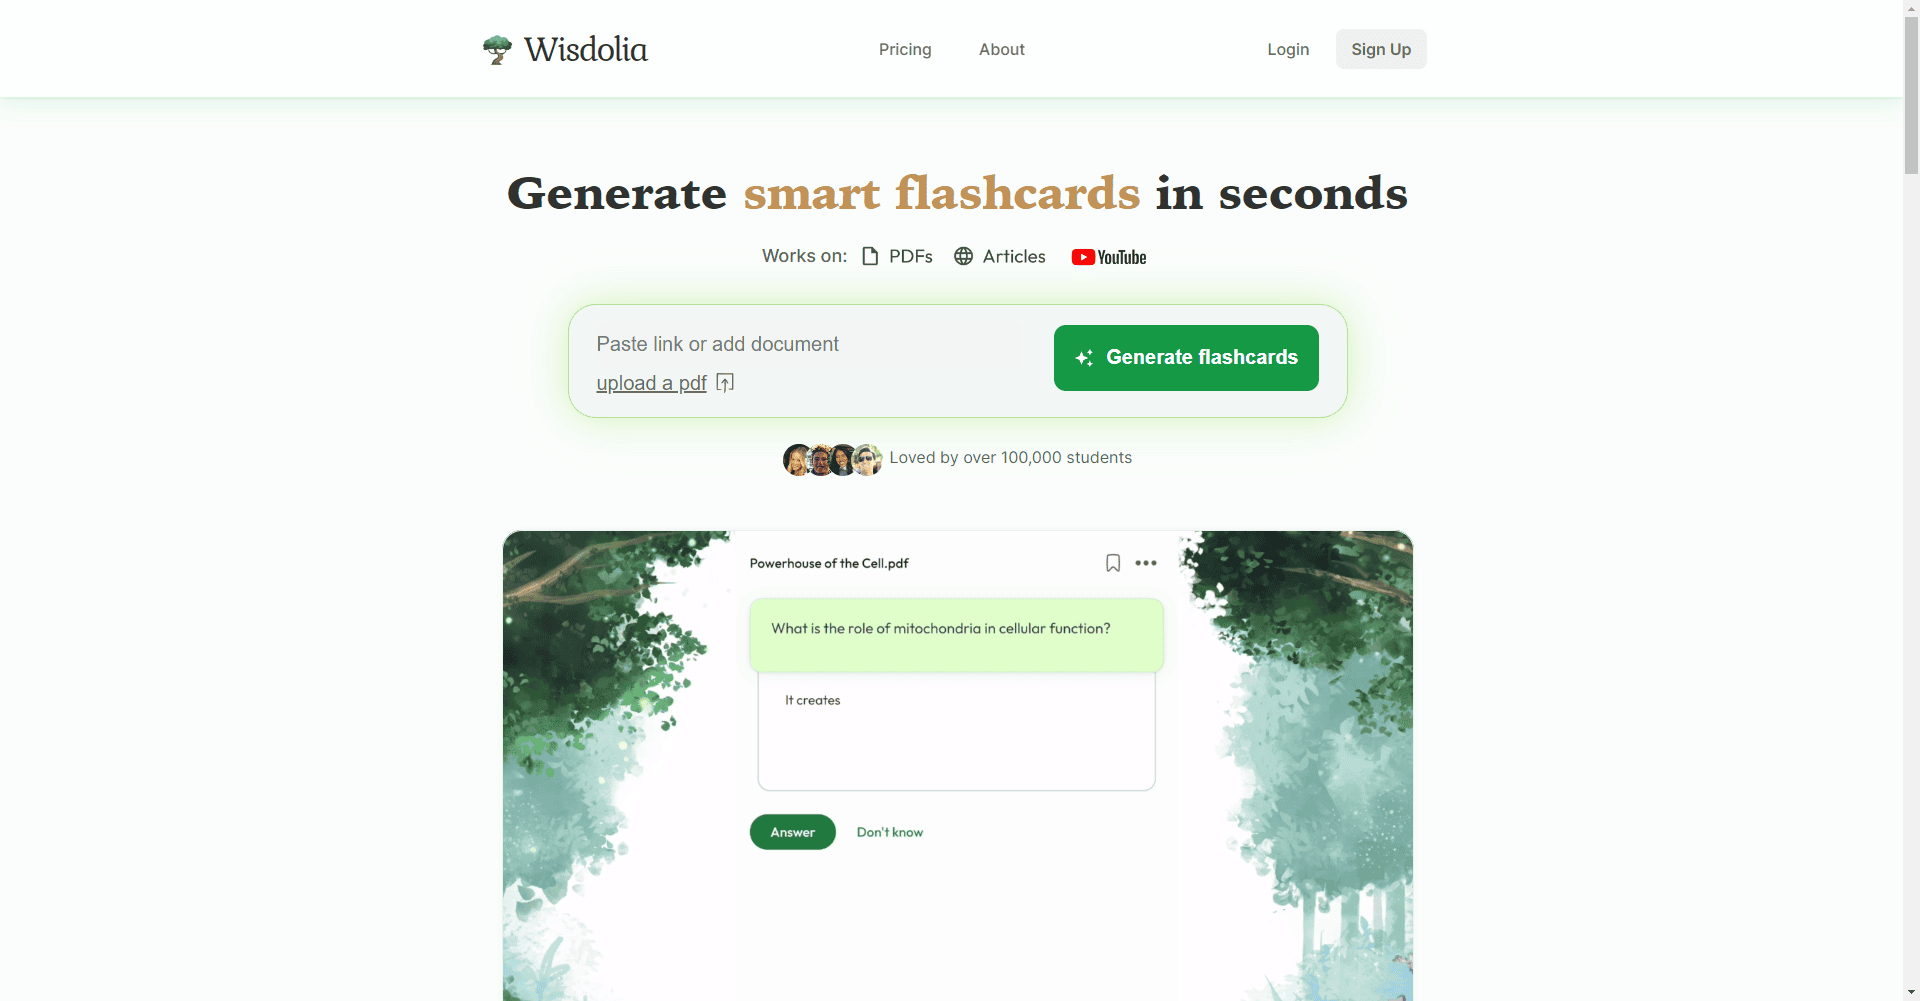 Wisdolia
Pricing
About
Login
Sign Up
Generate smart flashcards in seconds
Works on: PDFs Articles YouTube
Paste link or add document
upload a pdf
Generate flashcards
Loved by over 100,000 students
Powerhouse of the Cell.pdf
What is the role of mitochondria in cellular function?
It creates
Answer
Don't know